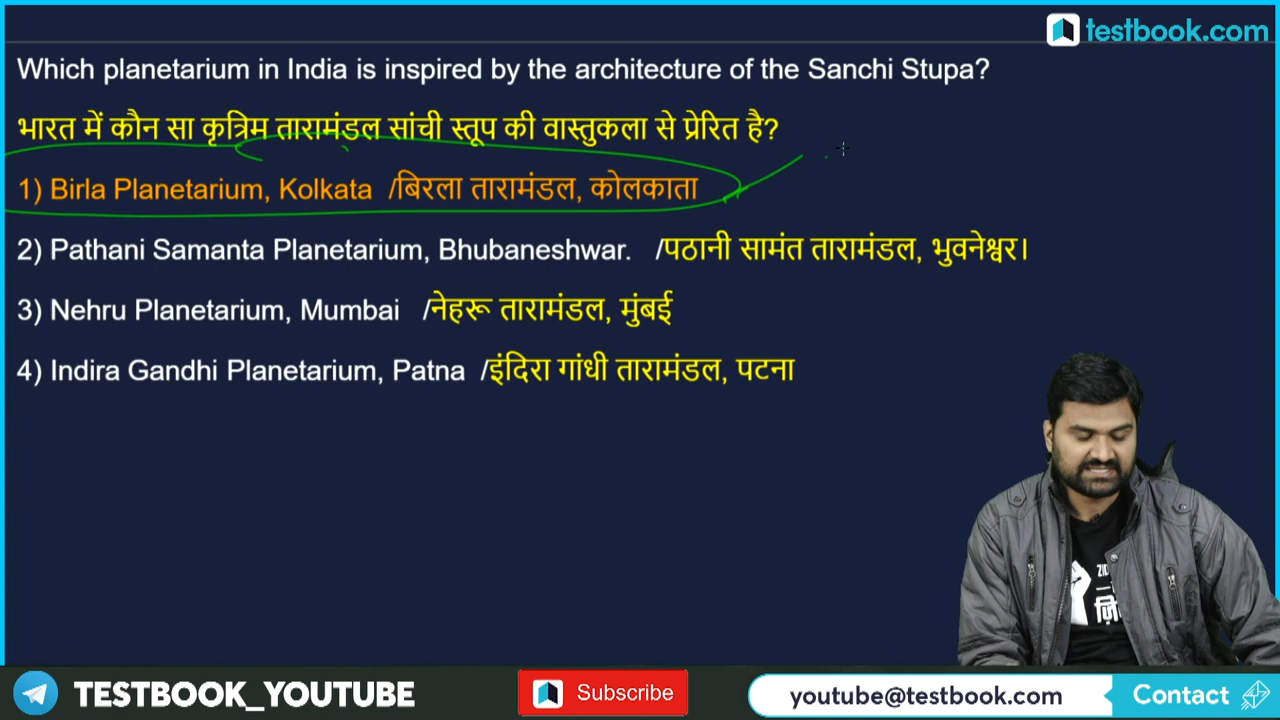 testbook.com
Which planetarium in India is inspired by the architecture of the Sanchi Stupa?
भारत में कौन सा कृत्रिम तारामंडल सांची स्तूप की वास्तुकला से प्रेरित है?
1) Birla Planetarium, Kolkata /बिरला तारामंडल, कोलकाता
2) Pathani Samanta Planetarium, Bhubaneshwar. /पठानी सामंत तारामंडल, भुवनेश्वर।
3) Nehru Planetarium, Mumbai /नेहरू तारामंडल, मुंबई
4) Indira Gandhi Planetarium, Patna /इंदिरा गांधी तारामंडल, पटना
TESTBOOK_YOUTUBE
Subscribe
youtube@testbook.com
Contact